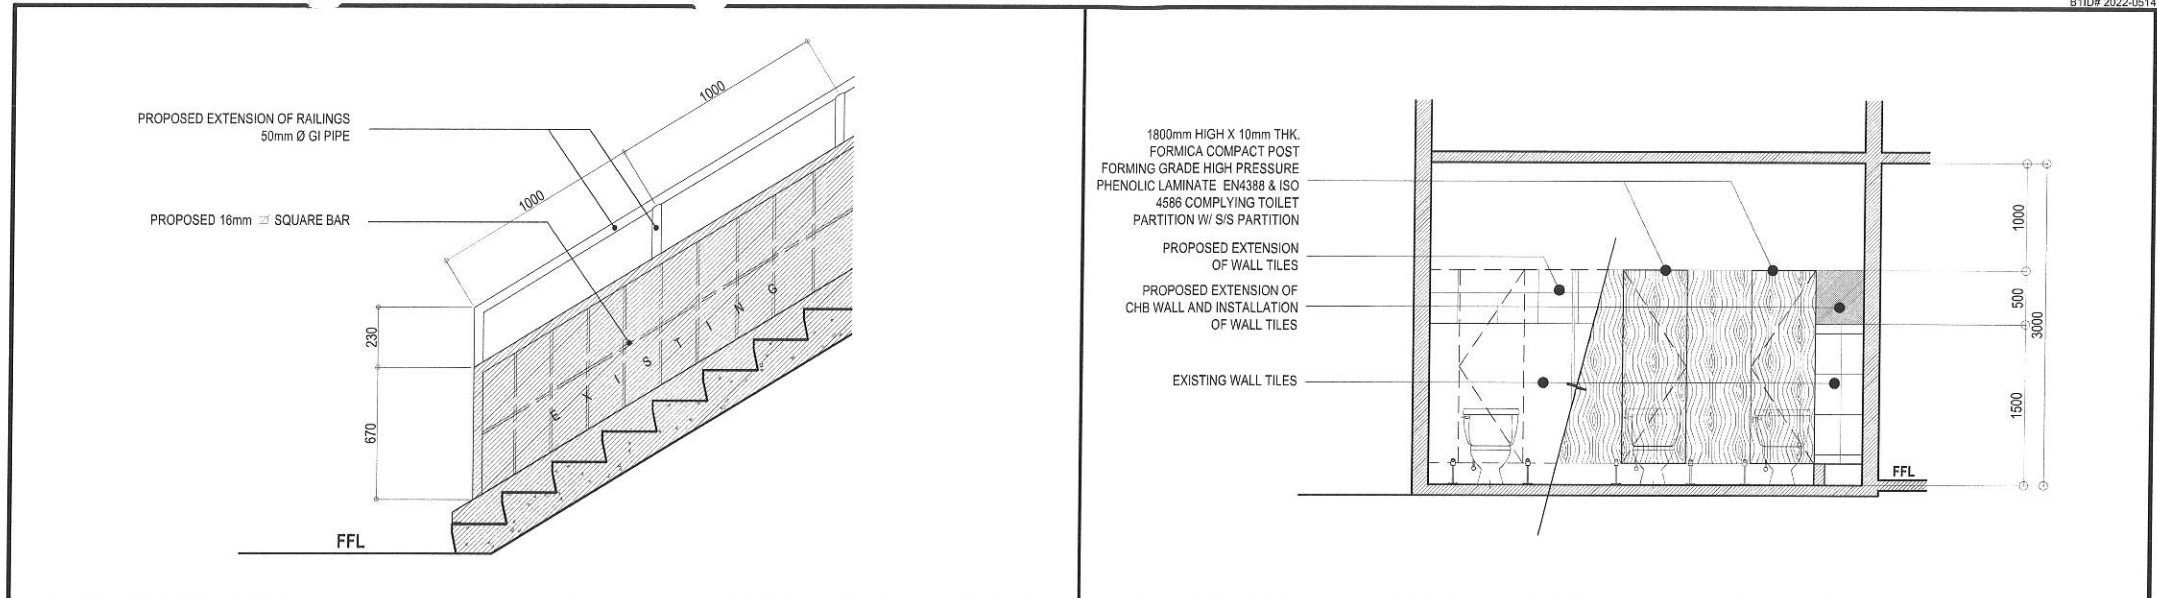 BTID# 2022-0514
PROPOSED EXTENSION OF RAILINGS
50mm Ø GI PIPE
PROPOSED 16mm SQUARE BAR
1000
1000
230
670
EXISTING
FFL
1800mm HIGH X 10mm THK.
FORMICA COMPACT POST
FORMING GRADE HIGH PRESSURE
PHENOLIC LAMINATE EN4388 & ISO
4586 COMPLYING TOILET
PARTITION W/ S/S PARTITION
PROPOSED EXTENSION
OF WALL TILES
PROPOSED EXTENSION OF
CHB WALL AND INSTALLATION
OF WALL TILES
EXISTING WALL TILES
1000
500
3000
1500
FFL